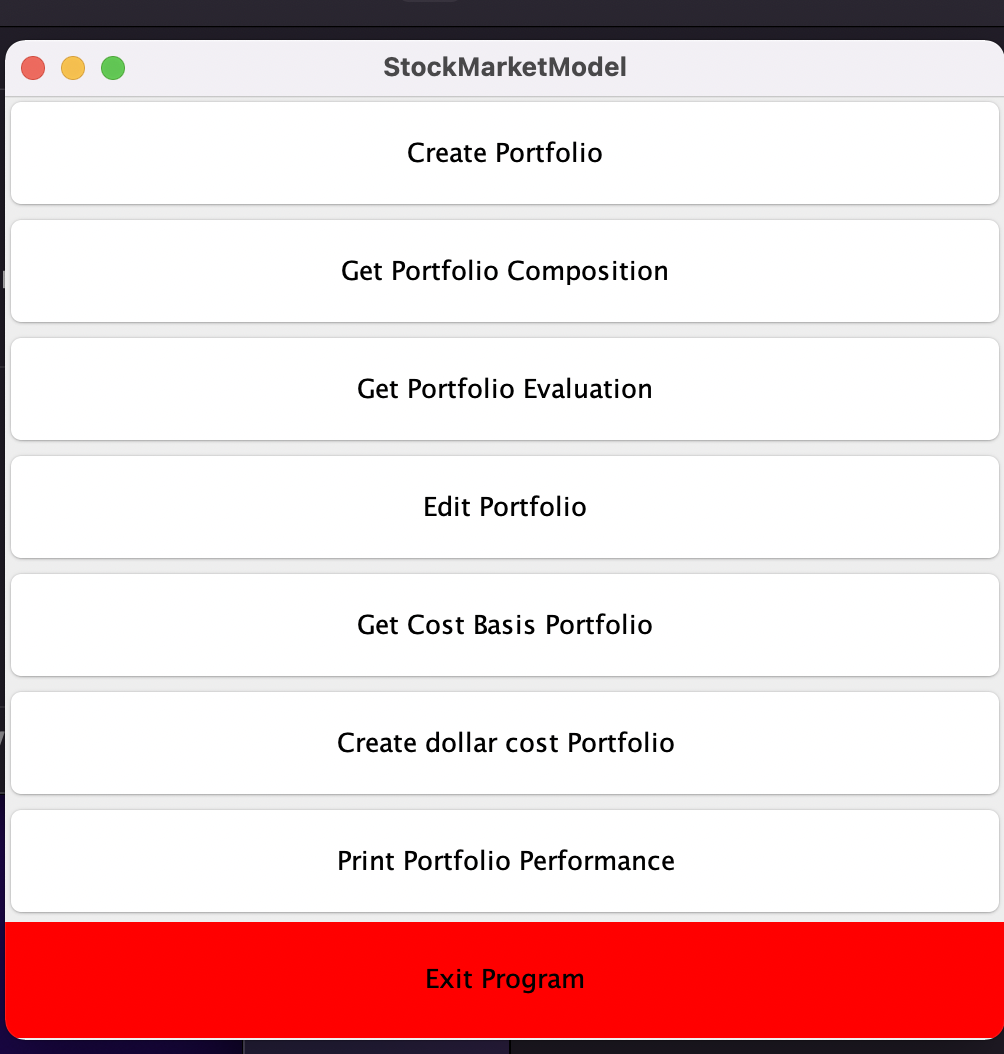 StockMarketModel
Create Portfolio
Get Portfolio Composition
Get Portfolio Evaluation
Edit Portfolio
Get Cost Basis Portfolio
Create dollar cost Portfolio
Print Portfolio Performance
Exit Program